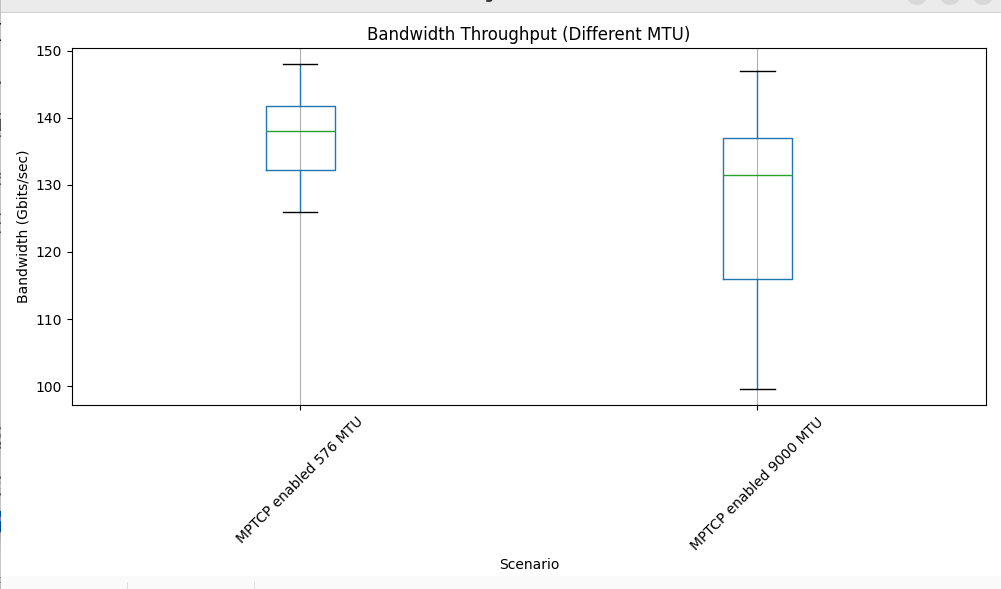 Bandwidth Throughput (Different MTU)
150
140
130
120
110
100
Bandwidth (Gbits/sec)
MPTCP enabled 576 MTU
MPTCP enabled 9000 MTU
Scenario